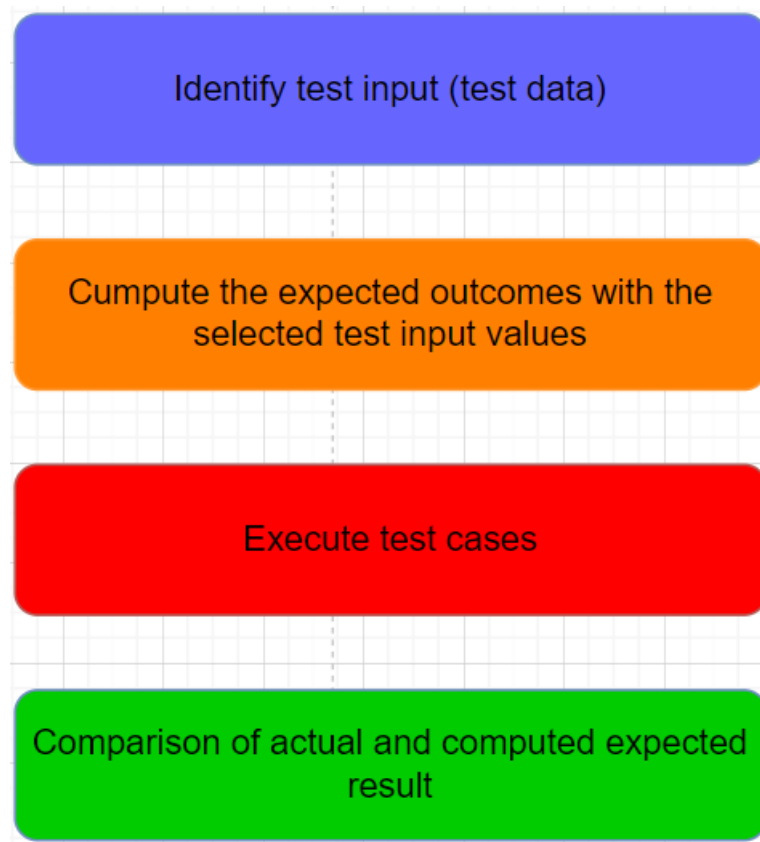 Identify test input (test data)
Cumpute the expected outcomes with the
selected test input values
Execute test cases
Comparison of actual and computed expected
result